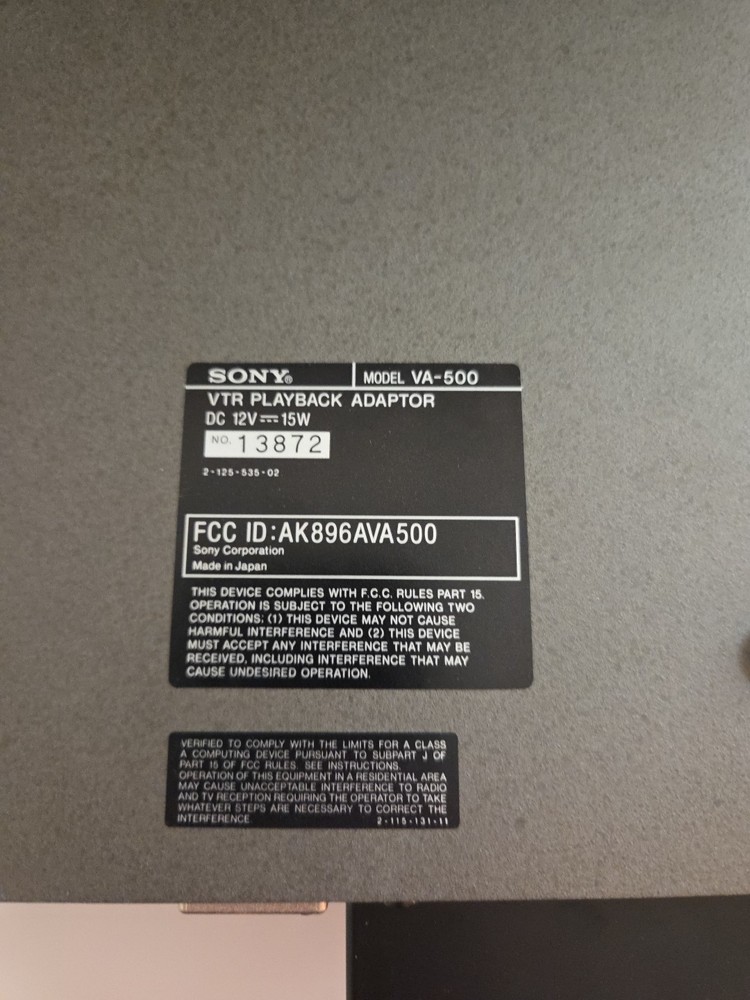 SONY® MODEL VA-500
VTR PLAYBACK ADAPTOR
DC 12V⎓15W
NO. 13872
2-125-535-02
FCC ID:AK896AVA500
Sony Corporation
Made in Japan
THIS DEVICE COMPLIES WITH F.C.C. RULES PART 15.
OPERATION IS SUBJECT TO THE FOLLOWING TWO
CONDITIONS: (1) THIS DEVICE MAY NOT CAUSE
HARMFUL INTERFERENCE AND (2) THIS DEVICE
MUST ACCEPT ANY INTERFERENCE THAT MAY BE
RECEIVED, INCLUDING INTERFERENCE THAT MAY
CAUSE UNDESIRED OPERATION.
VERIFIED TO COMPLY WITH THE LIMITS FOR A CLASS
A COMPUTING DEVICE PURSUANT TO SUBPART J OF
PART 15 OF FCC RULES. SEE INSTRUCTIONS.
OPERATION OF THIS EQUIPMENT IN A RESIDENTIAL AREA
MAY CAUSE UNACCEPTABLE INTERFERENCE TO RADIO
AND TV RECEPTION REQUIRING THE OPERATOR TO TAKE
WHATEVER STEPS ARE NECESSARY TO CORRECT THE
INTERFERENCE. 2-115-131-11